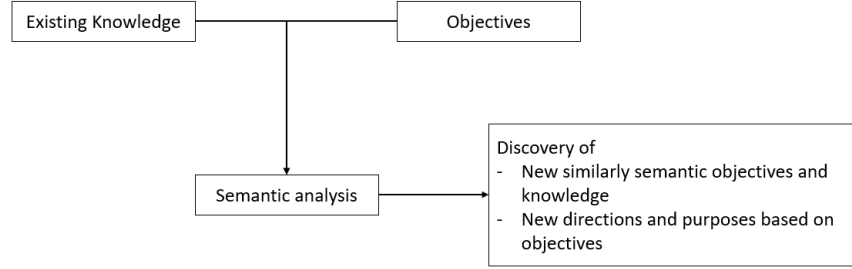 Existing Knowledge
Objectives
Semantic analysis
Discovery of
- New similarly semantic objectives and
knowledge
- New directions and purposes based on
objectives